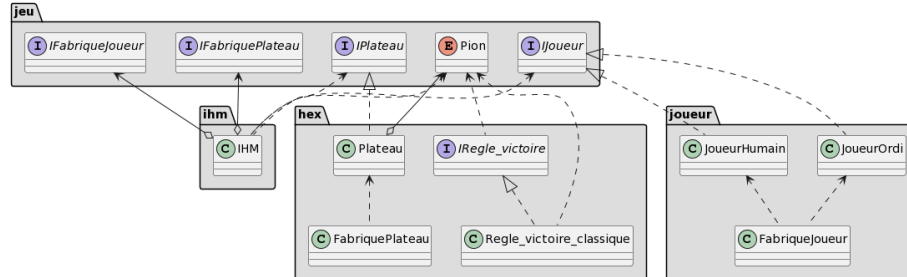 jeu
I IFabriqueJoueur
I IFabriquePlateau
I IPlateau
E Pion
I IJoueur
ihm
C IHM
hex
C Plateau
I IRegle_victoire
C FabriquePlateau
C Regle_victoire_classique
joueur
C JoueurHumain
C JoueurOrdi
C FabriqueJoueur